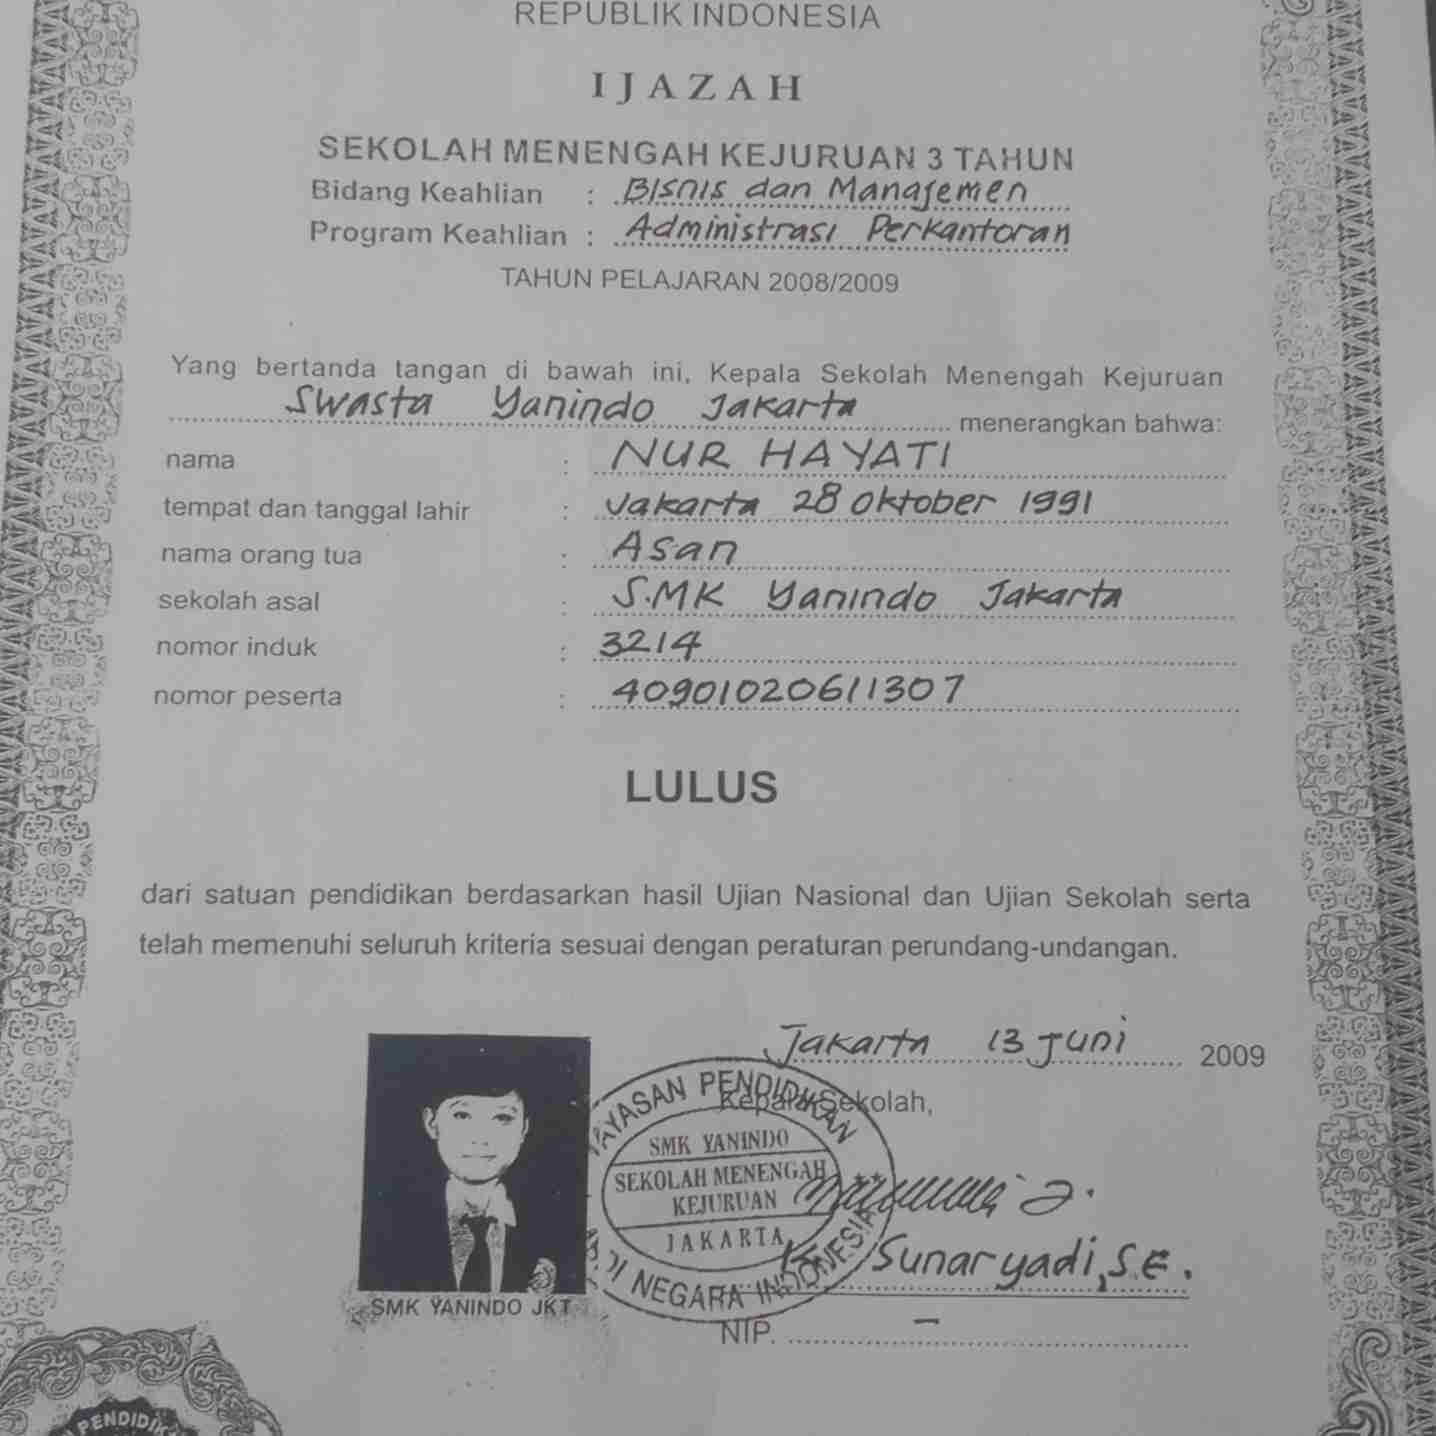 REPUBLIK INDONESIA
IJAZAH
SEKOLAH MENENGAH KEJURUAN 3 TAHUN
Bidang Keahlian : Bisnis dan Manajemen
Program Keahlian : Administrasi Perkantoran
TAHUN PELAJARAN 2008/2009
Yang bertanda tangan di bawah ini, Kepala Sekolah Menengah Kejuruan
Swasta Yanindo Jakarta menerangkan bahwa:
nama : NUR HAYATI
tempat dan tanggal lahir : Jakarta 28 Oktober 1991
nama orang tua : Asan
sekolah asal : SMK Yanindo Jakarta
nomor induk : 3214
nomor peserta : 40901020611307
LULUS
dari satuan pendidikan berdasarkan hasil Ujian Nasional dan Ujian Sekolah serta
telah memenuhi seluruh kriteria sesuai dengan peraturan perundang-undangan.
Jakarta 13 Juni 2009
Kepala Sekolah,
YAYASAN PENDIDIKAN
SMK YANINDO
SEKOLAH MENENGAH
KEJURUAN
JAKARTA
NEGARA INDONESIA
Sunaryadi, S.E.
SMK YANINDO JKT
NIP. -
PENDIDIK